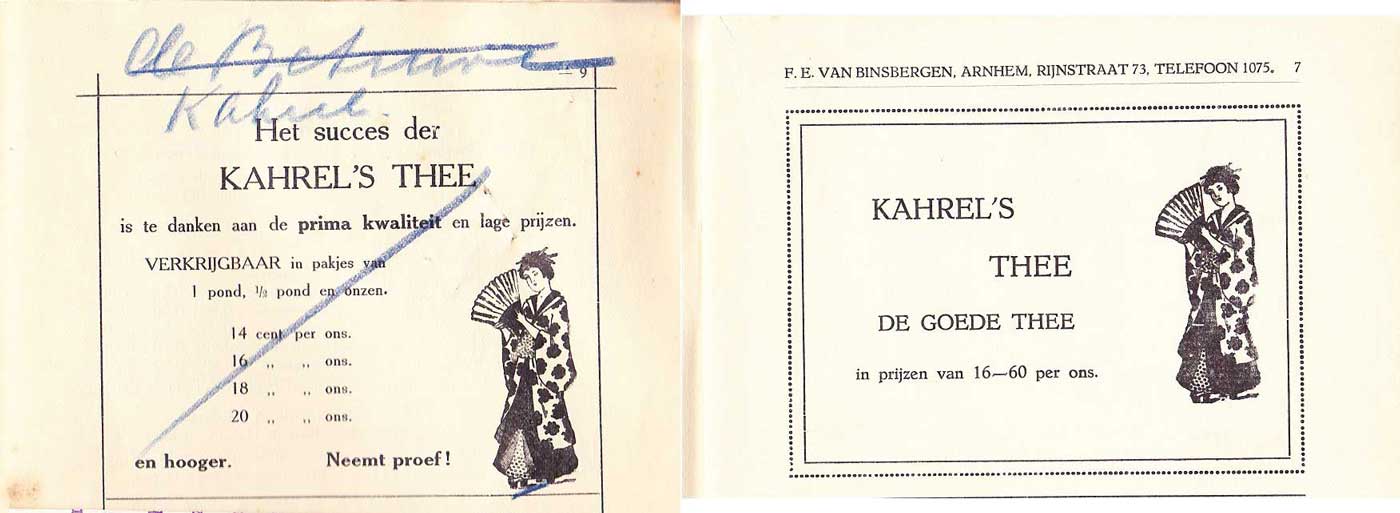 de Betuwe
— 9
Kahrel.
Het succes der
KAHREL'S THEE
is te danken aan de prima kwaliteit en lage prijzen.
VERKRIJGBAAR in pakjes van
1 pond, ½ pond en onzen.
14 cent per ons.
16 „ „ ons.
18 „ „ ons.
20 „ „ ons.
en hooger. Neemt proef!
F. E. VAN BINSBERGEN, ARNHEM, RIJNSTRAAT 73, TELEFOON 1075. 7
KAHREL'S
THEE
DE GOEDE THEE
in prijzen van 16—60 per ons.